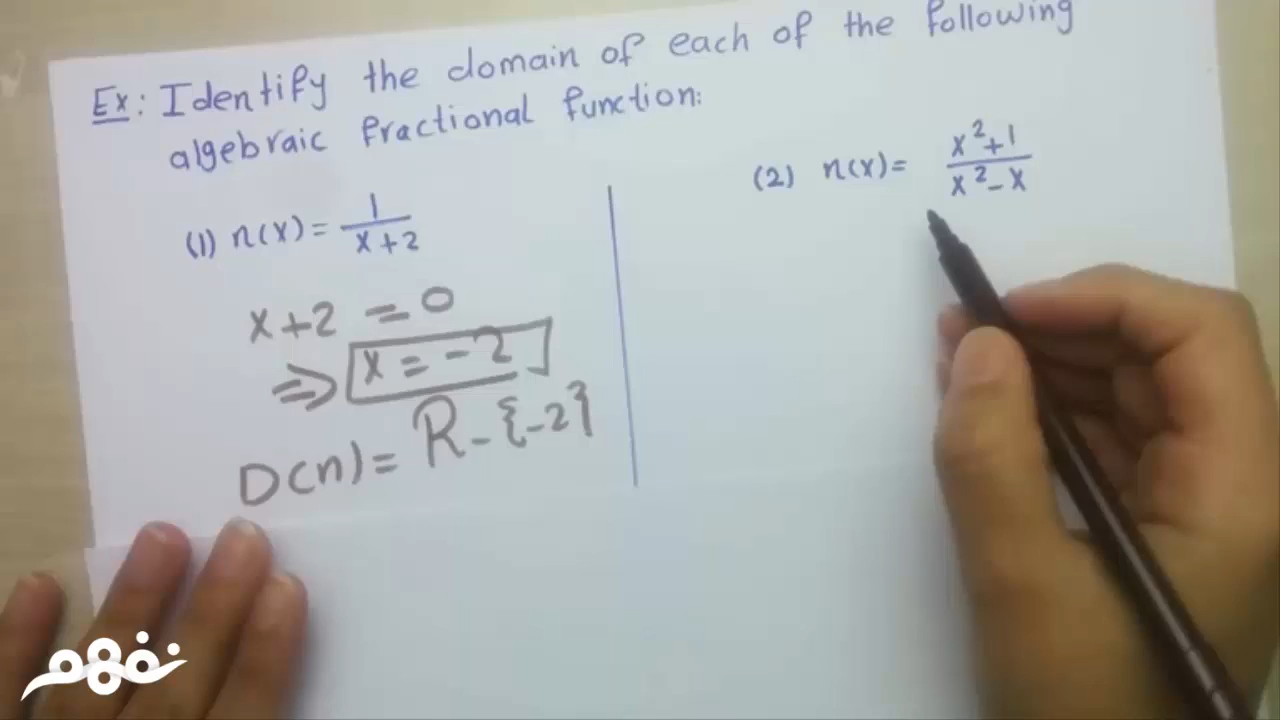 Ex: Identify the domain of each of the following
algebraic fractional function:
(1) n(x) = 1/(x+2)
x+2 = 0
⇒ x = -2
D(n) = R - {-2}
(2) n(x) = (x²+1)/(x²-x)
نفهم